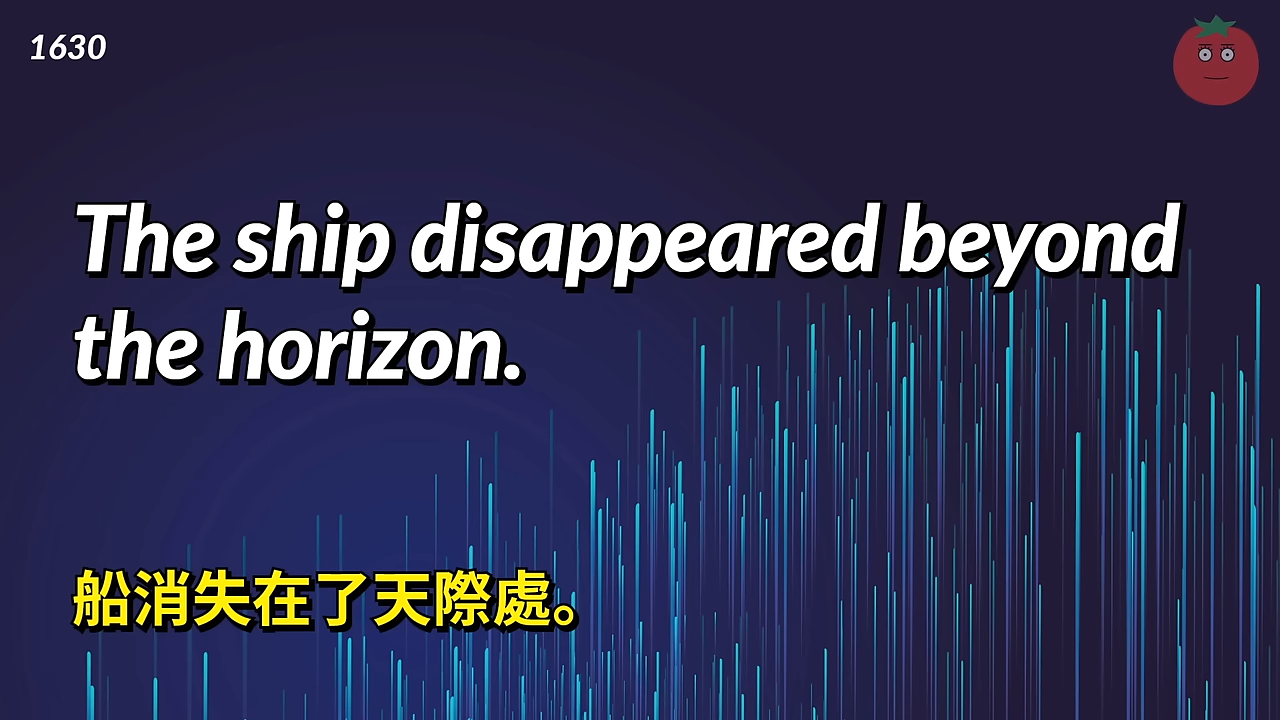 1630
The ship disappeared beyond
the horizon.
船消失在了天際處。